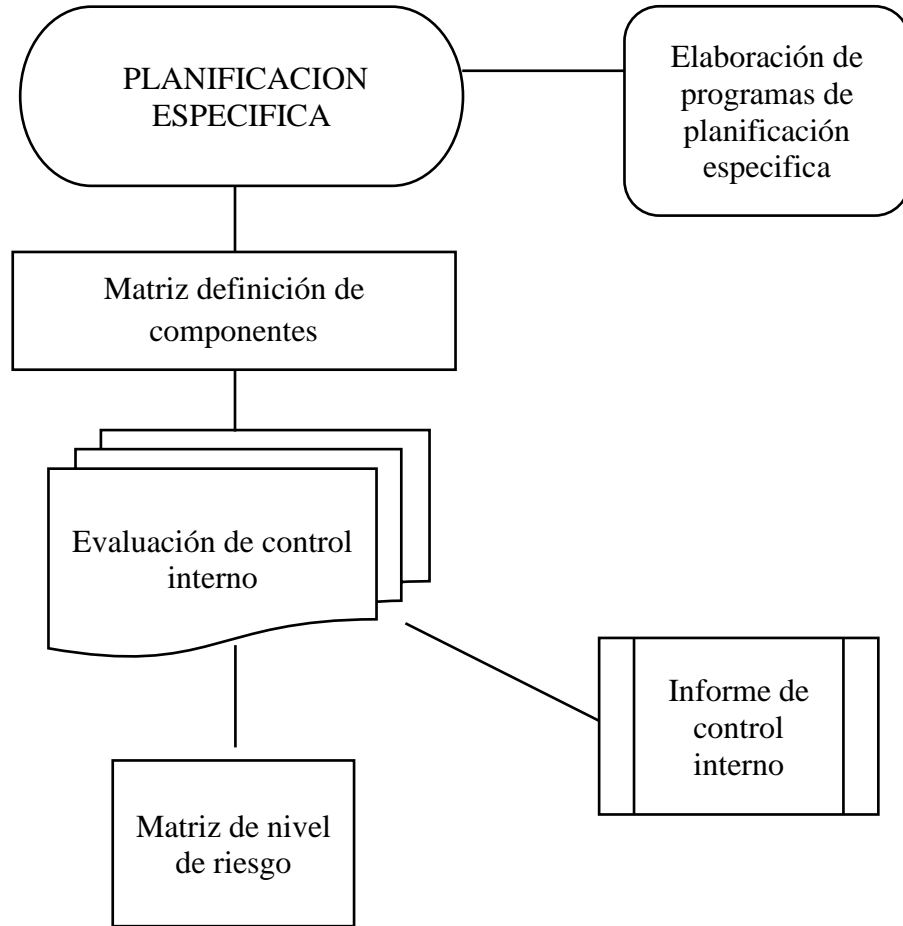 PLANIFICACION
ESPECIFICA
Elaboración de
programas de
planificación
especifica
Matriz definición de
componentes
Evaluación de control
interno
Informe de
control
interno
Matriz de nivel
de riesgo